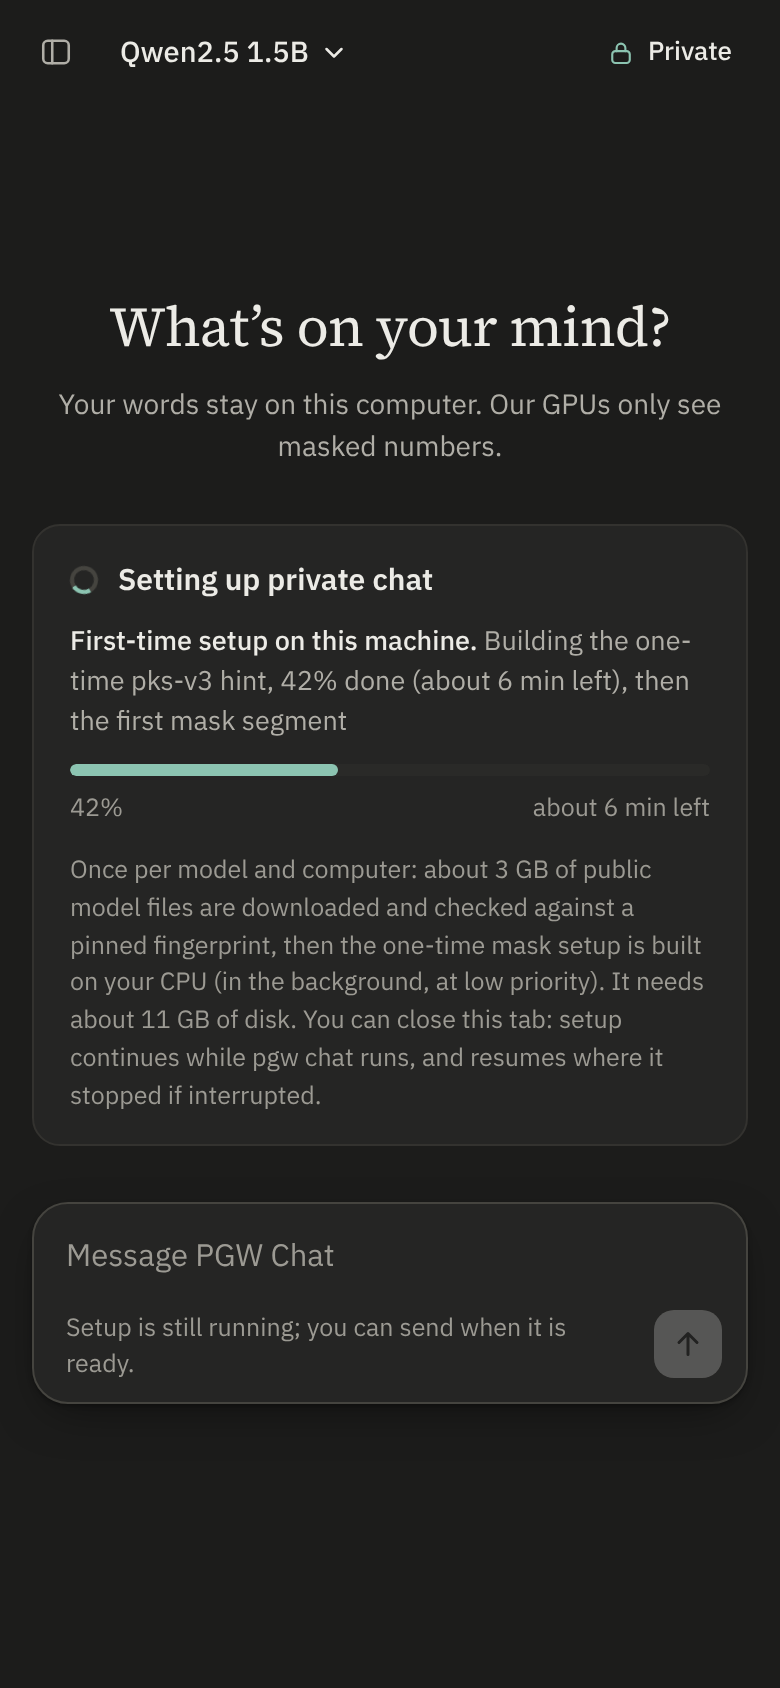 Qwen2.5 1.5B
Private
What’s on your mind?
Your words stay on this computer. Our GPUs only see
masked numbers.
Setting up private chat
First-time setup on this machine. Building the one-
time pks-v3 hint, 42% done (about 6 min left), then
the first mask segment
42%
about 6 min left
Once per model and computer: about 3 GB of public
model files are downloaded and checked against a
pinned fingerprint, then the one-time mask setup is built
on your CPU (in the background, at low priority). It needs
about 11 GB of disk. You can close this tab: setup
continues while pgw chat runs, and resumes where it
stopped if interrupted.
Message PGW Chat
Setup is still running; you can send when it is
ready.